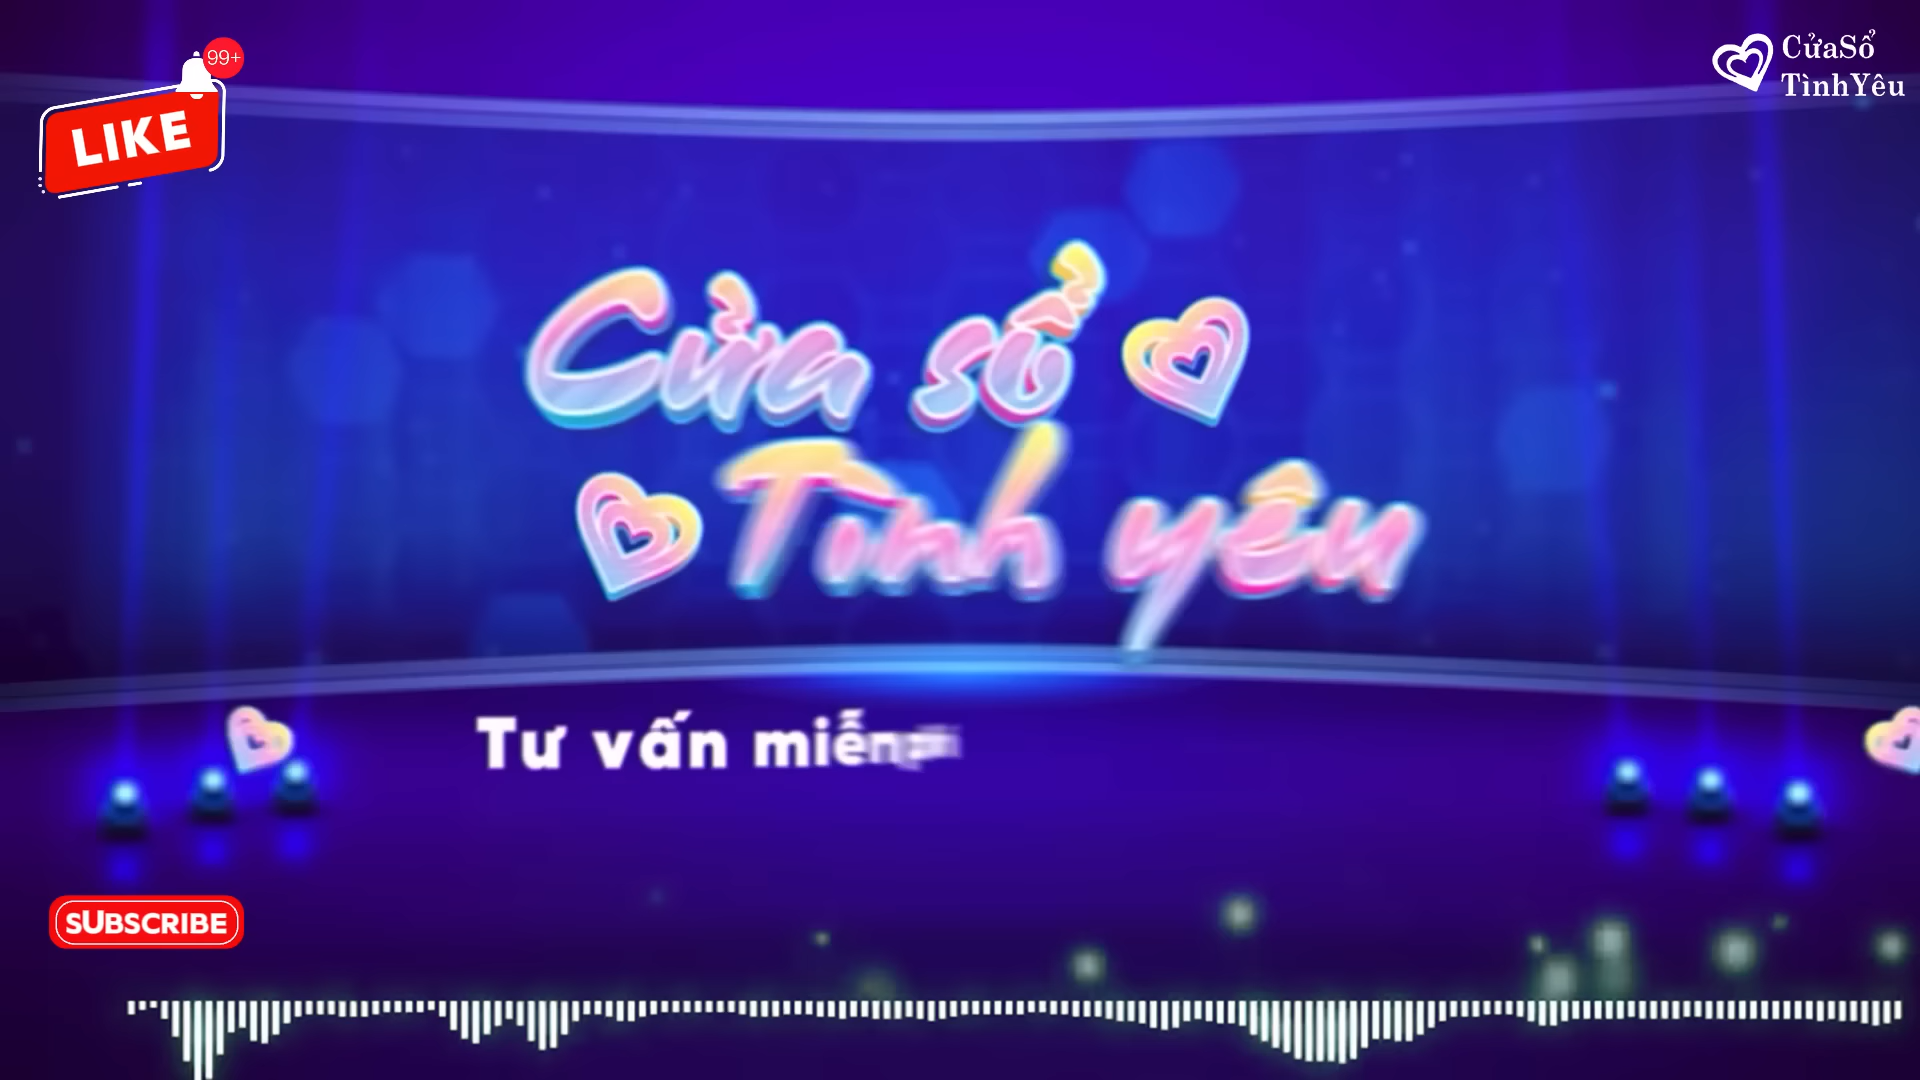 99+
LIKE
CửaSổ
TìnhYêu
Cửa sổ
Tình yêu
Tư vấn miễn
SUBSCRIBE